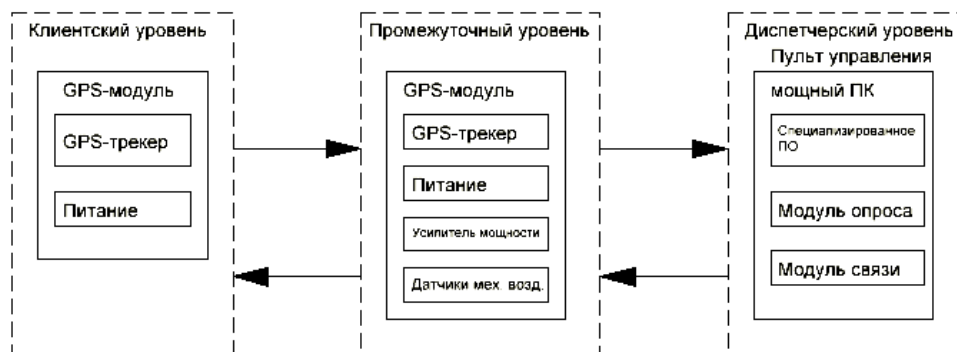 Клиентский уровень
GPS-модуль
GPS-трекер
Питание
Промежуточный уровень
GPS-модуль
GPS-трекер
Питание
Усилитель мощности
Датчики мех. возд.
Диспетчерский уровень
Пульт управления
мощный ПК
Специализированное
ПО
Модуль опроса
Модуль связи